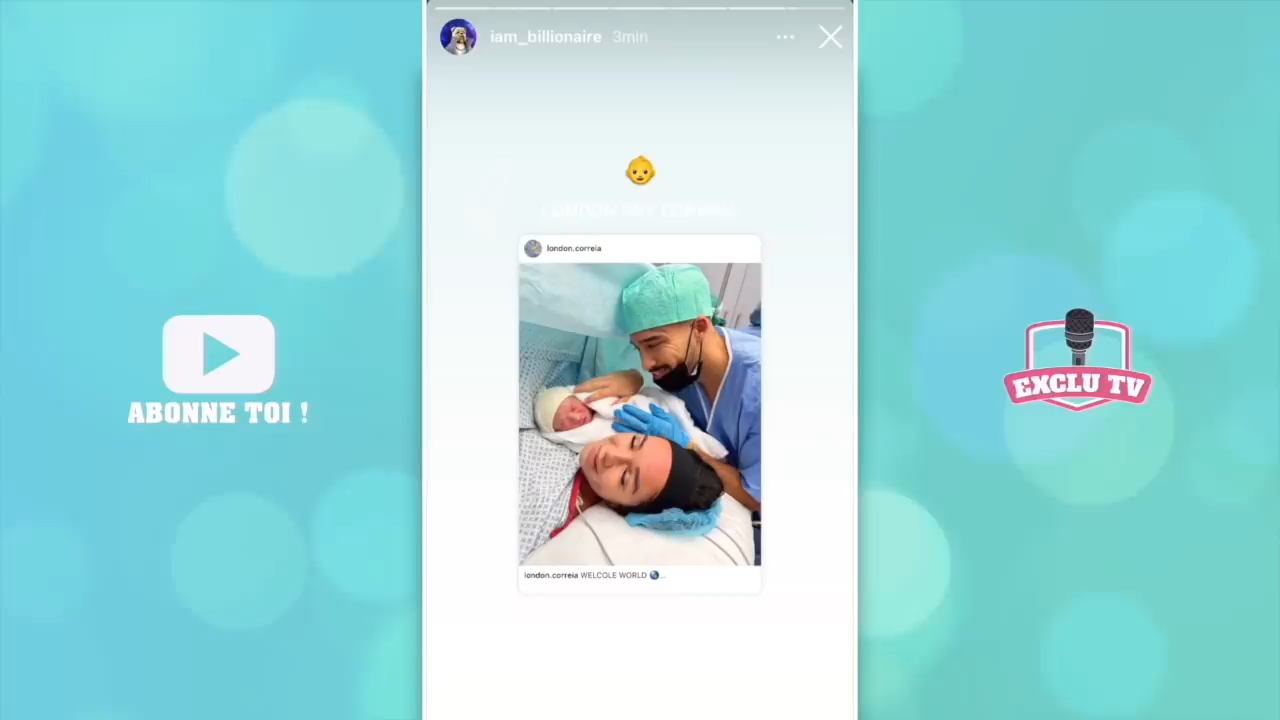 iam_billionaire 3min
london.correia
london.correia WELCOLE WORLD 🌎...
ABONNE TOI !
EXCLU TV